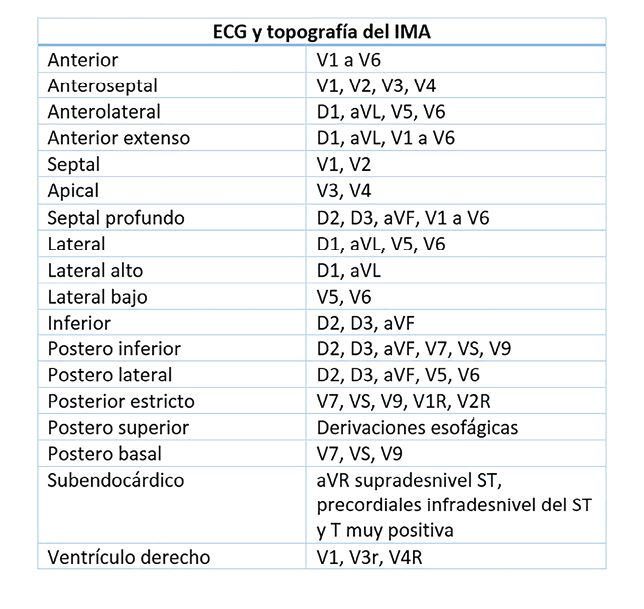 ECG y topografía del IMA
Anterior V1 a V6
Anteroseptal V1, V2, V3, V4
Anterolateral D1, aVL, V5, V6
Anterior extenso D1, aVL, V1 a V6
Septal V1, V2
Apical V3, V4
Septal profundo D2, D3, aVF, V1 a V6
Lateral D1, aVL, V5, V6
Lateral alto D1, aVL
Lateral bajo V5, V6
Inferior D2, D3, aVF
Postero inferior D2, D3, aVF, V7, VS, V9
Postero lateral D2, D3, aVF, V5, V6
Posterior estricto V7, VS, V9, V1R, V2R
Postero superior Derivaciones esofágicas
Postero basal V7, VS, V9
Subendocárdico aVR supradesnivel ST,
precordiales infradesnivel del ST
y T muy positiva
Ventrículo derecho V1, V3r, V4R